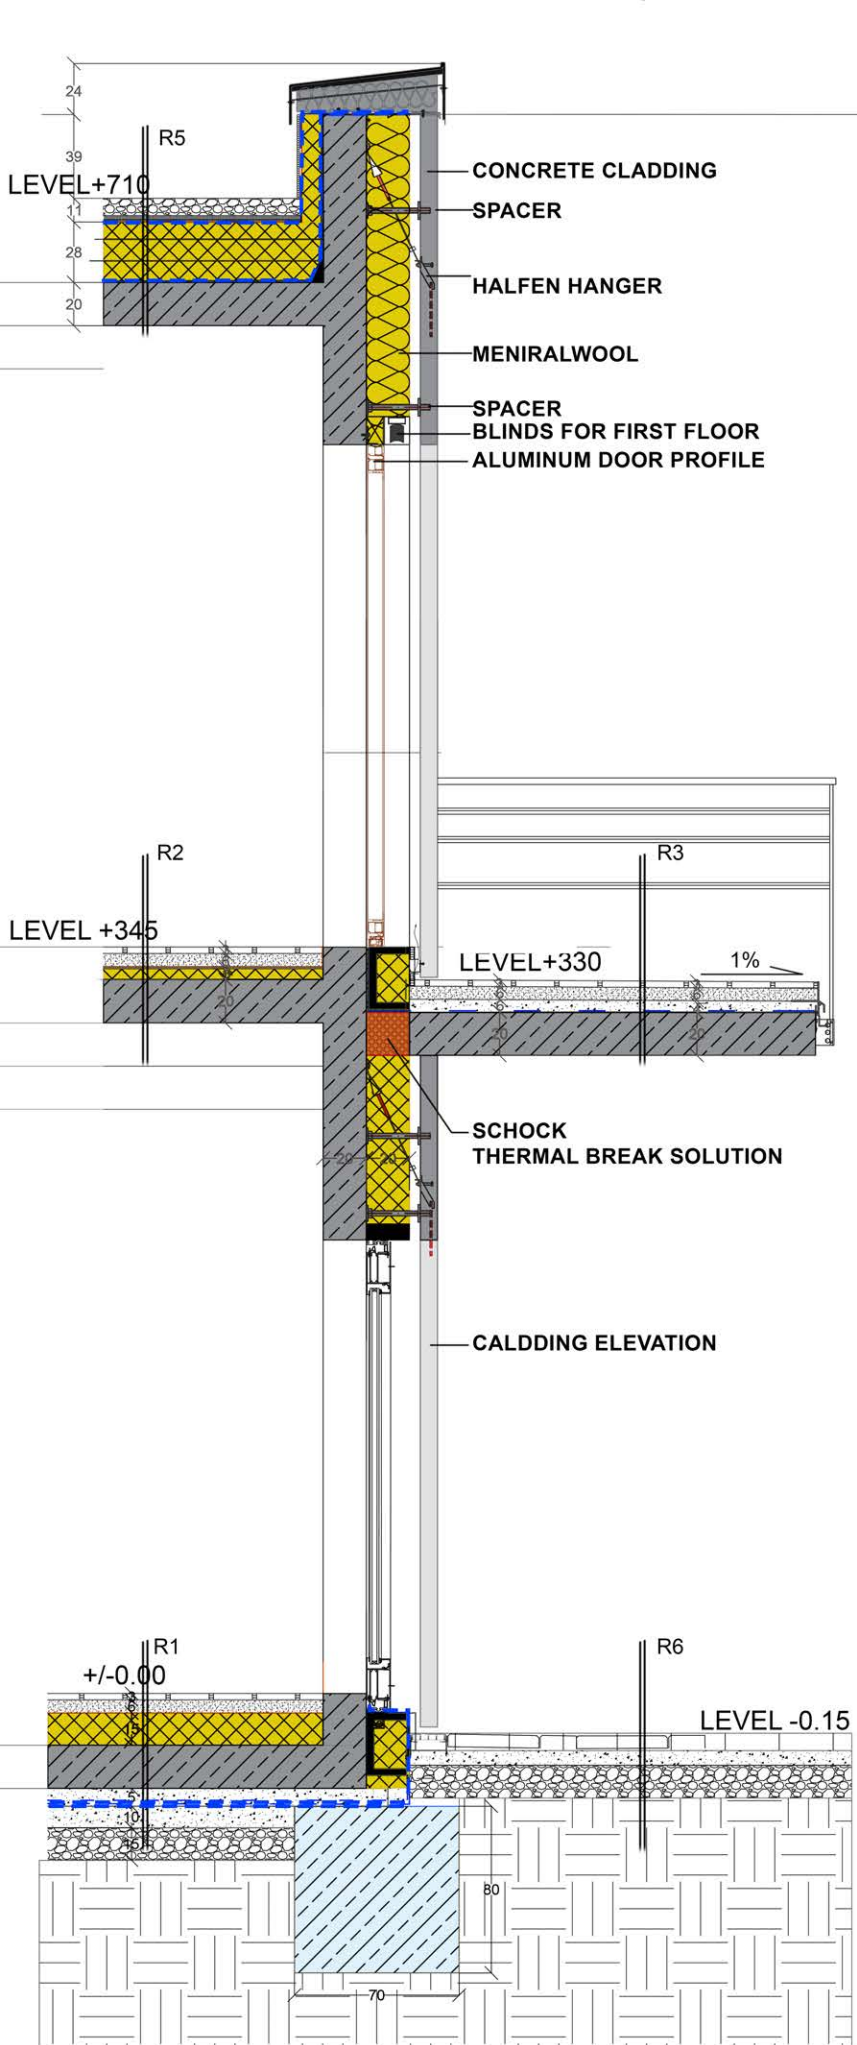 24
R5
39
CONCRETE CLADDING
LEVEL+710
11
SPACER
28
HALFEN HANGER
20
MENIRALWOOL
SPACER
BLINDS FOR FIRST FLOOR
ALUMINUM DOOR PROFILE
R2
R3
LEVEL +345
LEVEL+330
1%
20
20
20
SCHOCK
THERMAL BREAK SOLUTION
20
20
CALDDING ELEVATION
R1
R6
+/-0.00
LEVEL -0.15
15
5
10
15
80
70